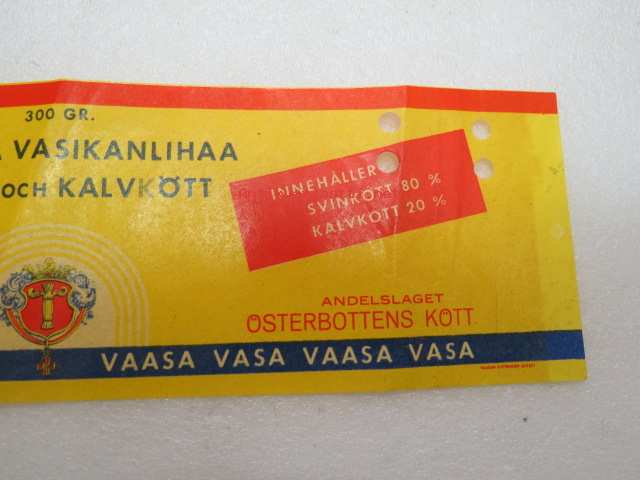 300 GR.
VASIKANLIHAA
OCH KALVKÖTT
INNEHÅLLER
SVINKÖTT 80 %
KALVKÖTT 20 %
ANDELSLAGET
ÖSTERBOTTENS KÖTT
VAASA VASA VAASA VASA